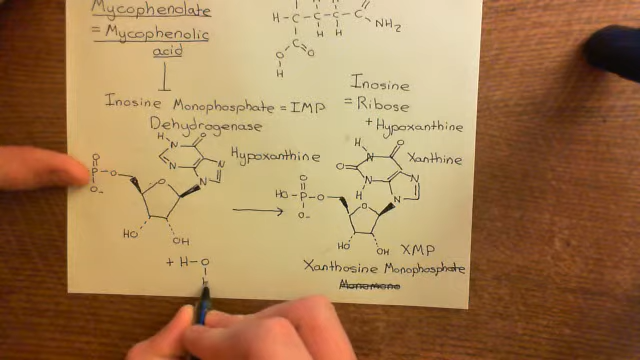 Mycophenolate
= Mycophenolic
acid
Inosine Monophosphate = IMP
Dehydrogenase
Inosine
= Ribose
+ Hypoxanthine
Hypoxanthine
Xanthine
H
C
H
H
C
NH2
C
O
O
H
H
N
O
N
N
N
O
P
O
O-
O
HO
OH
H
N
O
O
N
H
N
N
HO
O
P
O
O-
O
HO
OH
XMP
+ H-O
Xanthosine Monophosphate